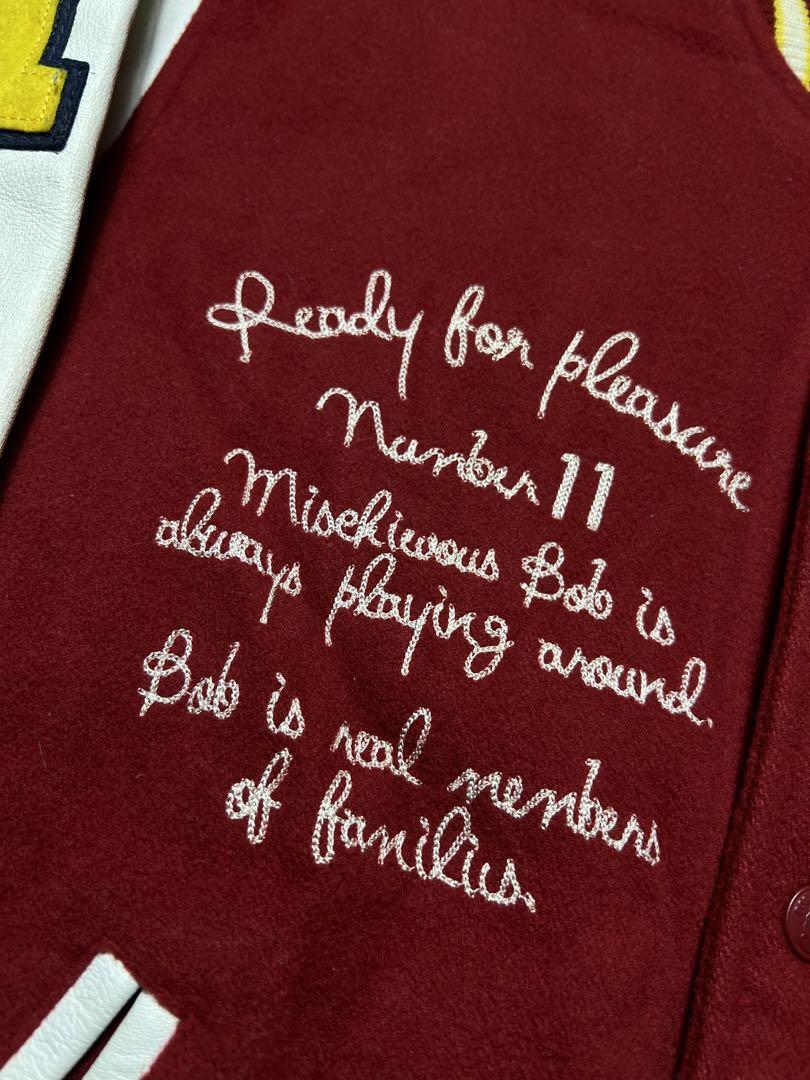 Ready for pleasure
Number 11
Mischievous Bob is
always playing around.
Bob is real members
of families.